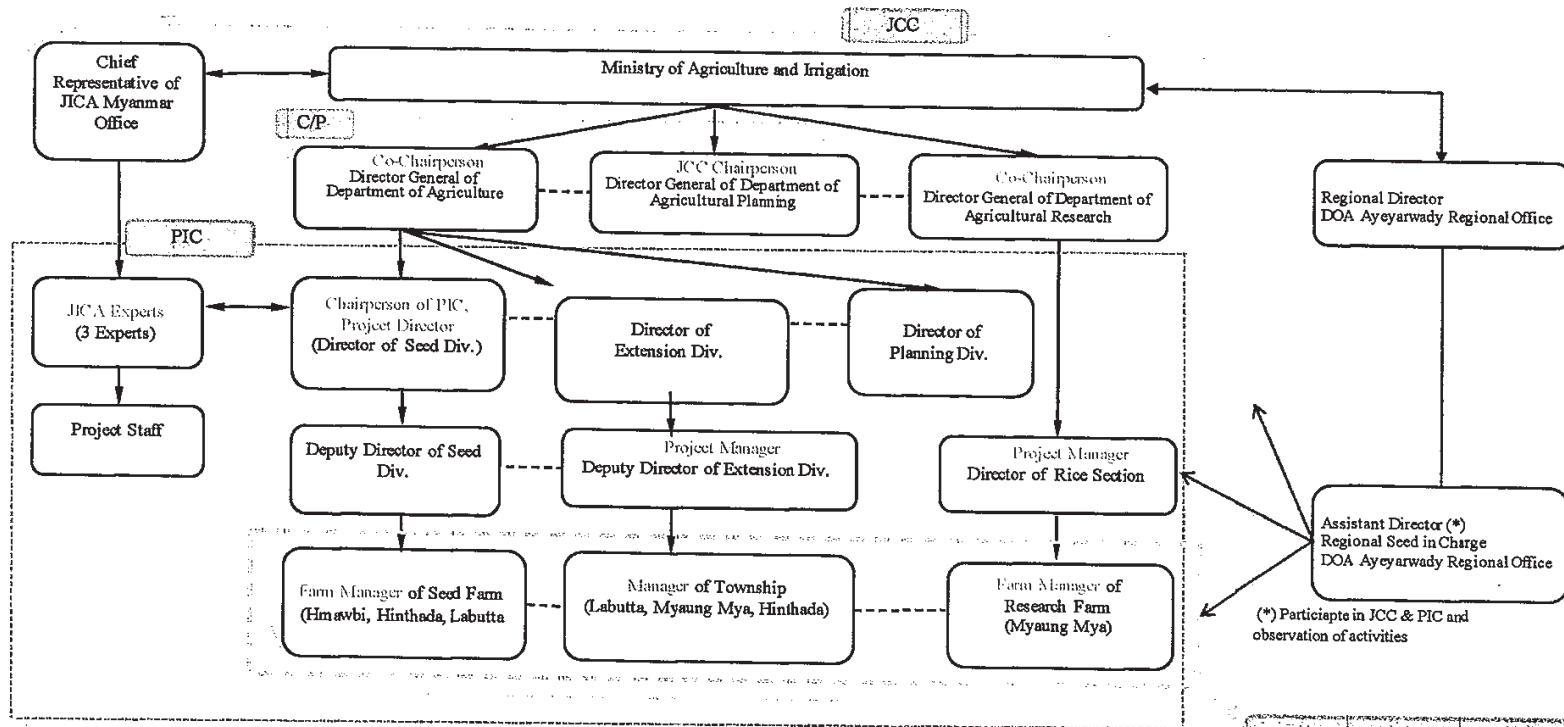 JCC
Chief
Representative of
JICA Myanmar
Office
Ministry of Agriculture and Irrigation
C/P
Co-Chairperson
Director General of
Department of Agriculture
JCC Chairperson
Director General of Department of
Agricultural Planning
Co-Chairperson
Director General of Department of
Agricultural Research
Regional Director
DOA Ayeyarwady Regional Office
PIC
JICA Experts
(3 Experts)
Chairperson of PIC,
Project Director
(Director of Seed Div.)
Director of
Extension Div.
Director of
Planning Div.
Project Staff
Deputy Director of Seed
Div.
Project Manager
Deputy Director of Extension Div.
Project Manager
Director of Rice Section
Assistant Director (*)
Regional Seed in Charge
DOA Ayeyarwady Regional Office
Farm Manager of Seed Farm
(Hmawbi, Hinthada, Labutta
Manager of Township
(Labutta, Myaung Mya, Hinthada)
Farm Manager of
Research Farm
(Myaung Mya)
(*) Particiapte in JCC & PIC and
observation of activities